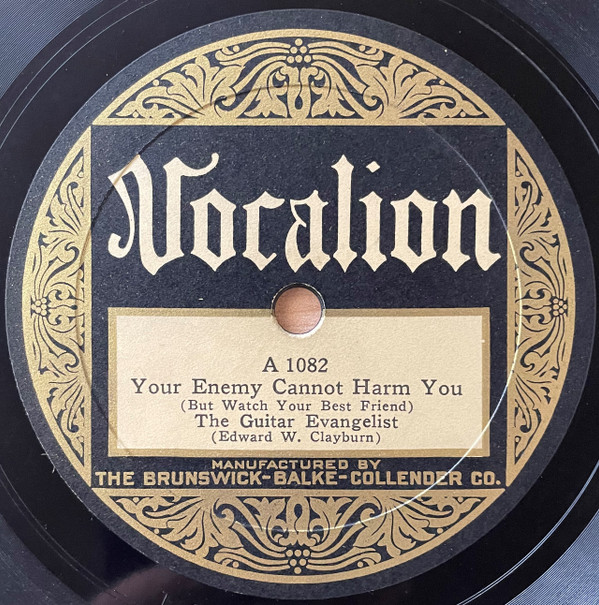 Vocalion
A 1082
Your Enemy Cannot Harm You
(But Watch Your Best Friend)
The Guitar Evangelist
(Edward W. Clayburn)
MANUFACTURED BY
THE BRUNSWICK-BALKE-COLLENDER CO.